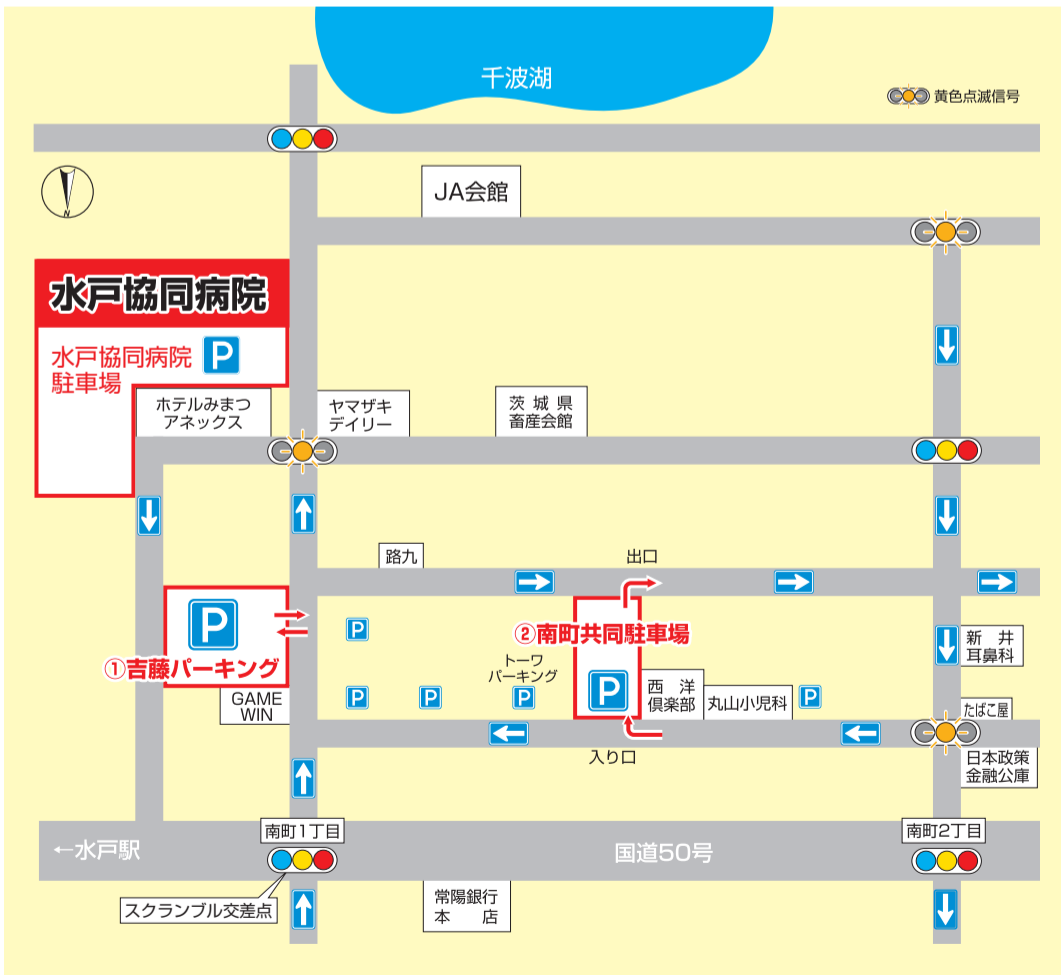 千波湖
黄色点滅信号
N
JA会館
水戸協同病院
水戸協同病院
駐車場
P
ホテルみまつ
アネックス
ヤマザキ
デイリー
茨城県
畜産会館
路九
出口
P
①吉藤パーキング
P
②南町共同駐車場
トーワ
パーキング
新井
耳鼻科
GAME
WIN
P
P
P
P
西洋
倶楽部
丸山小児科
P
たばこ屋
入り口
日本政策
金融公庫
南町1丁目
南町2丁目
←水戸駅
国道50号
スクランブル交差点
常陽銀行
本店